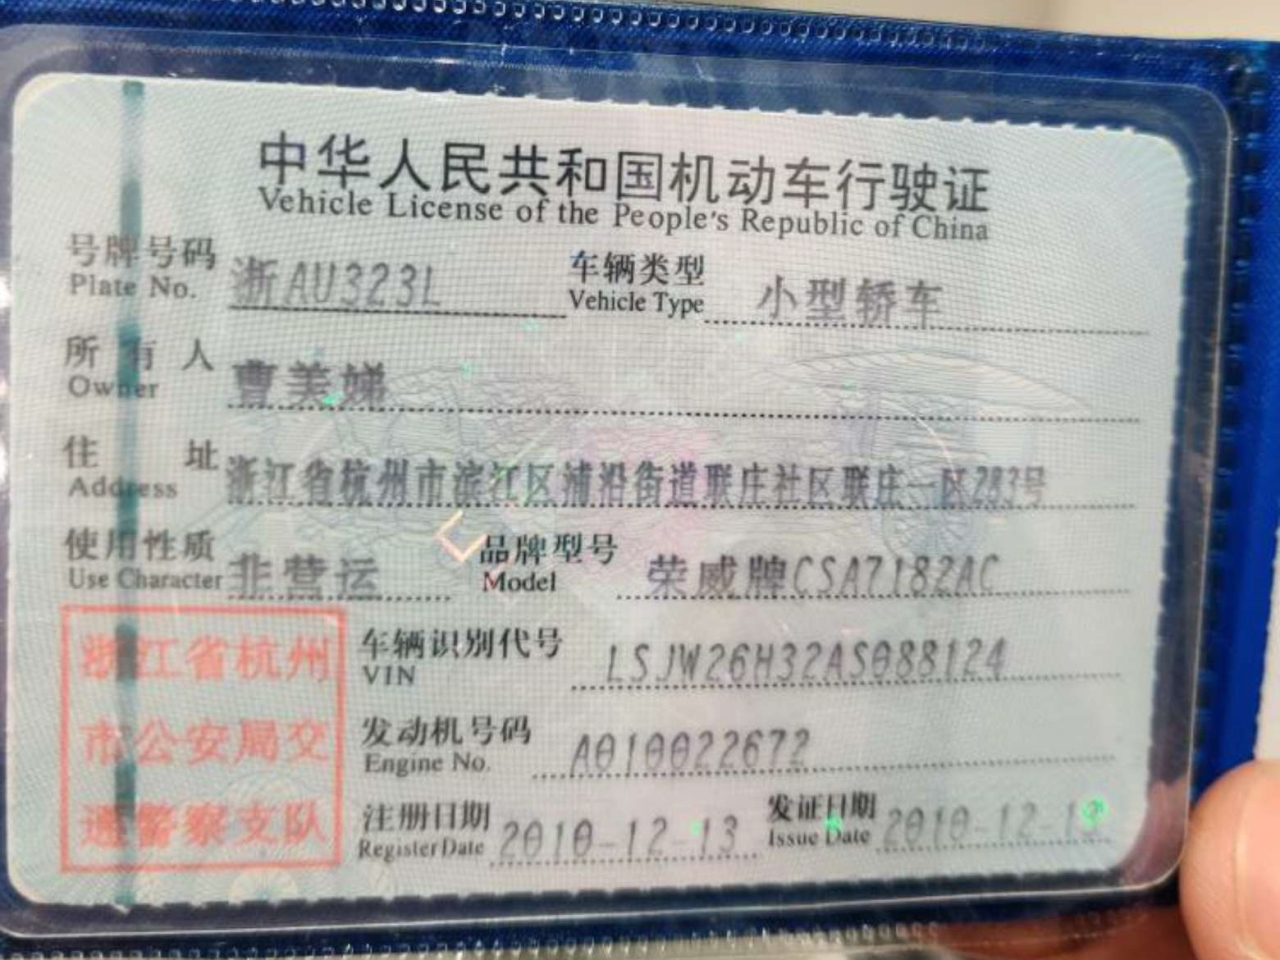 中华人民共和国机动车行驶证
Vehicle License of the People's Republic of China
号牌号码 浙AU323L 车辆类型 小型轿车
Plate No. Vehicle Type
所有人 曹美娣
Owner
住址 浙江省杭州市滨江区浦沿街道联庄社区联庄一区283号
Address
使用性质 非营运 品牌型号 荣威牌CSA7182AC
Use Character Model
浙江省杭州
市公安局交
通警察支队
车辆识别代号 LSJW26H32AS088124
VIN
发动机号码 A010022672
Engine No.
注册日期 2010-12-13 发证日期 2010-12-13
Register Date Issue Date